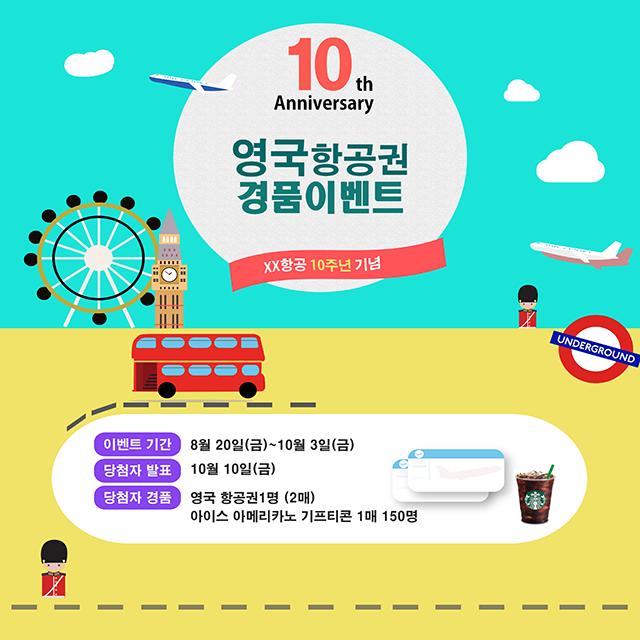 10th
Anniversary
영국항공권
경품이벤트
XX항공 10주년 기념
UNDERGROUND
이벤트 기간 8월 20일(금)~10월 3일(금)
당첨자 발표 10월 10일(금)
당첨자 경품 영국 항공권1명 (2매)
아이스 아메리카노 기프티콘 1매 150명